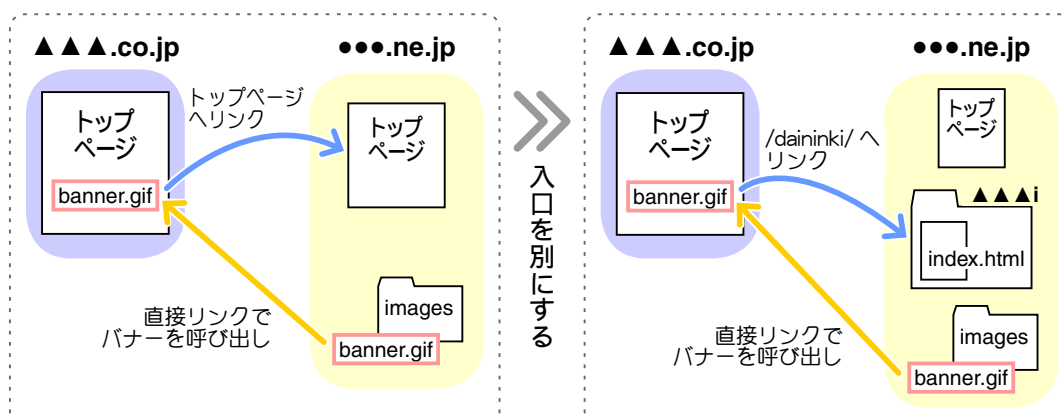 ▲▲▲.co.jp
●●●.ne.jp
トップ
ページ
banner.gif
トップページ
へリンク
トップ
ページ
images
banner.gif
直接リンクで
バナーを呼び出し
入口を別にする
▲▲▲.co.jp
●●●.ne.jp
トップ
ページ
banner.gif
/daininki/ へ
リンク
トップ
ページ
▲▲▲i
index.html
images
banner.gif
直接リンクで
バナーを呼び出し